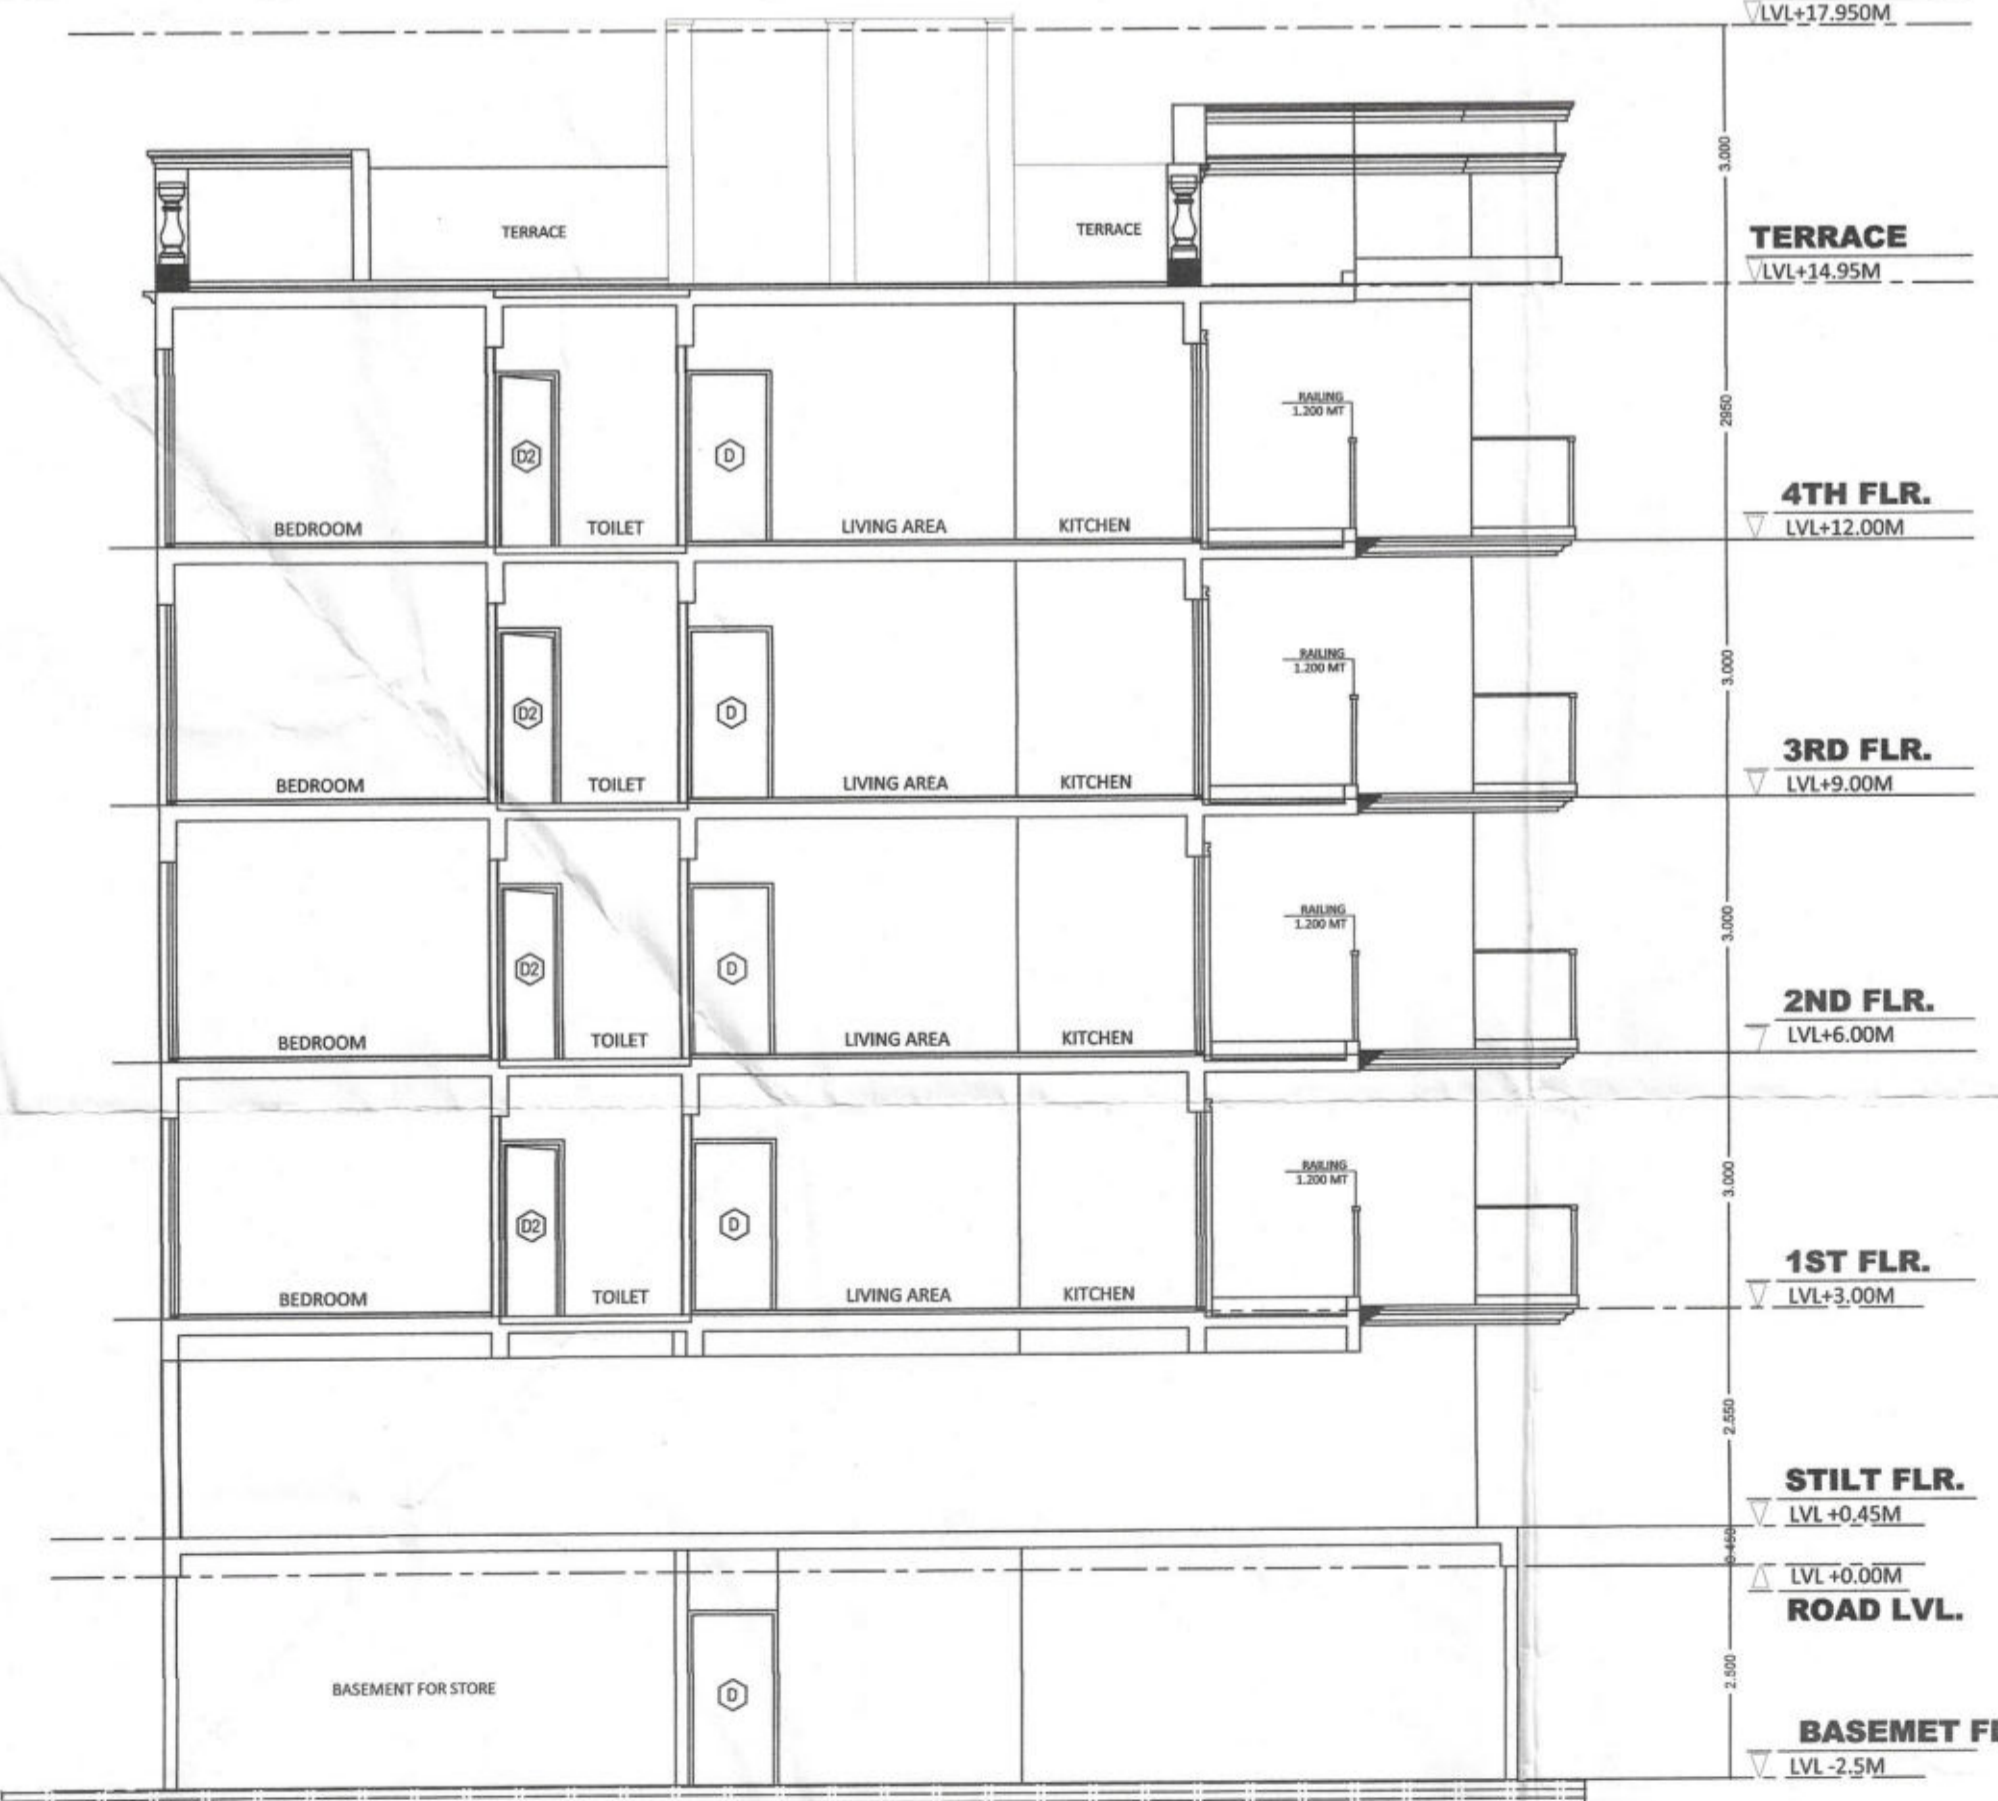 LVL+17.950M
3.000
TERRACE
TERRACE
TERRACE
LVL+14.95M
RAILING
1.200 MT
2950
D2
D
4TH FLR.
BEDROOM
TOILET
LIVING AREA
KITCHEN
LVL+12.00M
RAILING
1.200 MT
3.000
D2
D
3RD FLR.
BEDROOM
TOILET
LIVING AREA
KITCHEN
LVL+9.00M
RAILING
1.200 MT
3.000
D2
D
2ND FLR.
BEDROOM
TOILET
LIVING AREA
KITCHEN
LVL+6.00M
RAILING
1.200 MT
3.000
D2
D
1ST FLR.
BEDROOM
TOILET
LIVING AREA
KITCHEN
LVL+3.00M
2.550
STILT FLR.
LVL +0.45M
0.450
LVL +0.00M
ROAD LVL.
BASEMENT FOR STORE
D
2.500
BASEMET
LVL -2.5M